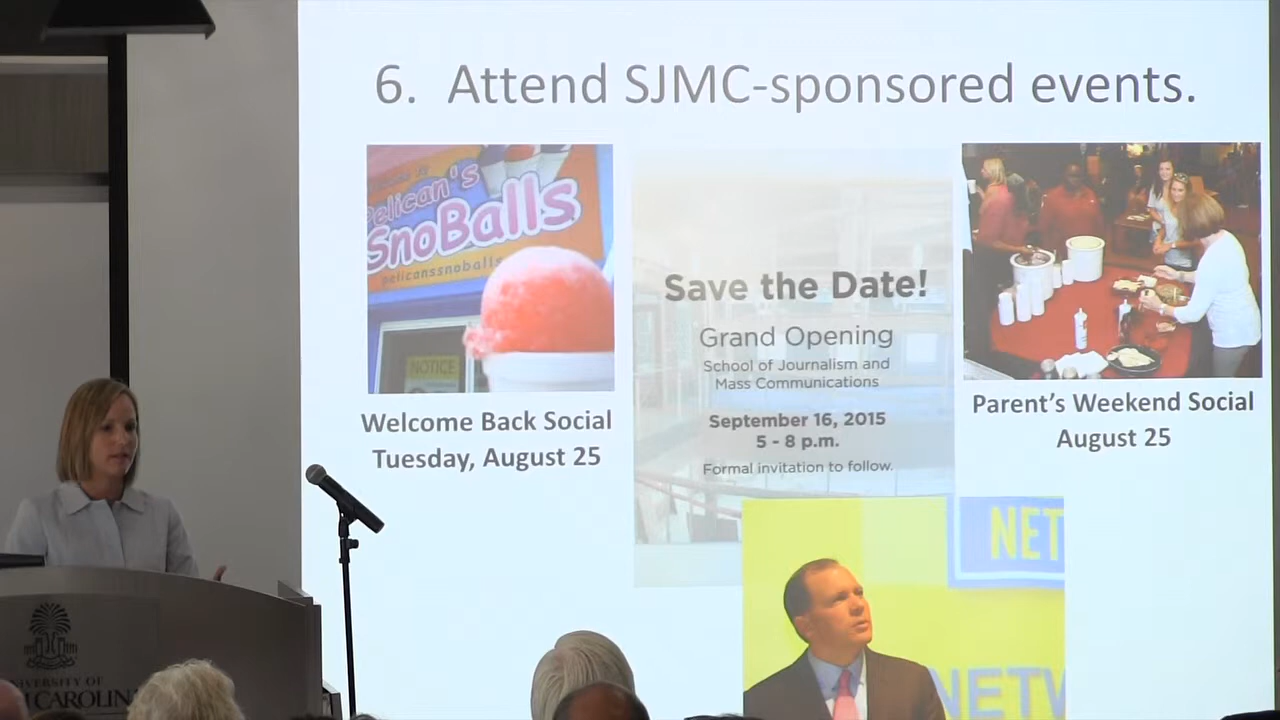 6. Attend SJMC-sponsored events.
Pelican's
SnoBalls
pelicanssnoballs
NOTICE
Welcome Back Social
Tuesday, August 25
Save the Date!
Grand Opening
School of Journalism and
Mass Communications
September 16, 2015
5 - 8 p.m.
Formal invitation to follow.
Parent's Weekend Social
August 25
NET
NETW
UNIVERSITY OF
CAROLINA